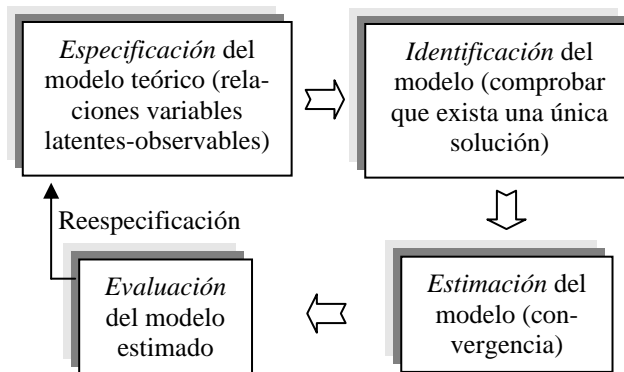 Especificación del
modelo teórico (rela-
ciones variables
latentes-observables)
Identificación del
modelo (comprobar
que exista una única
solución)
Reespecificación
Evaluación
del modelo
estimado
Estimación del
modelo (con-
vergencia)